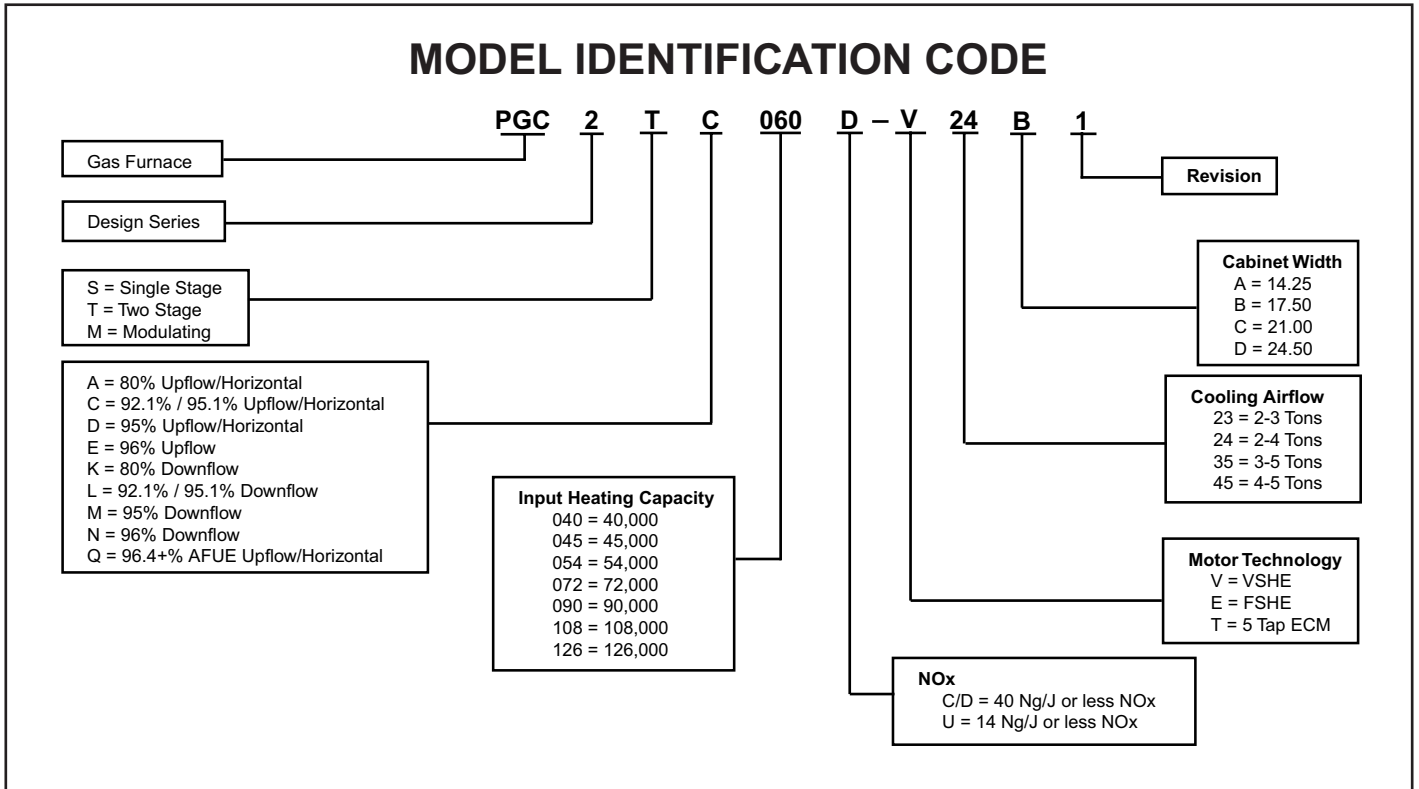 MODEL IDENTIFICATION CODE
PGC 2 T C 060 D – V 24 B 1
Gas Furnace
Design Series
S = Single Stage
T = Two Stage
M = Modulating
A = 80% Upflow/Horizontal
C = 92.1% / 95.1% Upflow/Horizontal
D = 95% Upflow/Horizontal
E = 96% Upflow
K = 80% Downflow
L = 92.1% / 95.1% Downflow
M = 95% Downflow
N = 96% Downflow
Q = 96.4+% AFUE Upflow/Horizontal
Input Heating Capacity
040 = 40,000
045 = 45,000
054 = 54,000
072 = 72,000
090 = 90,000
108 = 108,000
126 = 126,000
Revision
Cabinet Width
A = 14.25
B = 17.50
C = 21.00
D = 24.50
Cooling Airflow
23 = 2-3 Tons
24 = 2-4 Tons
35 = 3-5 Tons
45 = 4-5 Tons
Motor Technology
V = VSHE
E = FSHE
T = 5 Tap ECM
NOx
C/D = 40 Ng/J or less NOx
U = 14 Ng/J or less NOx